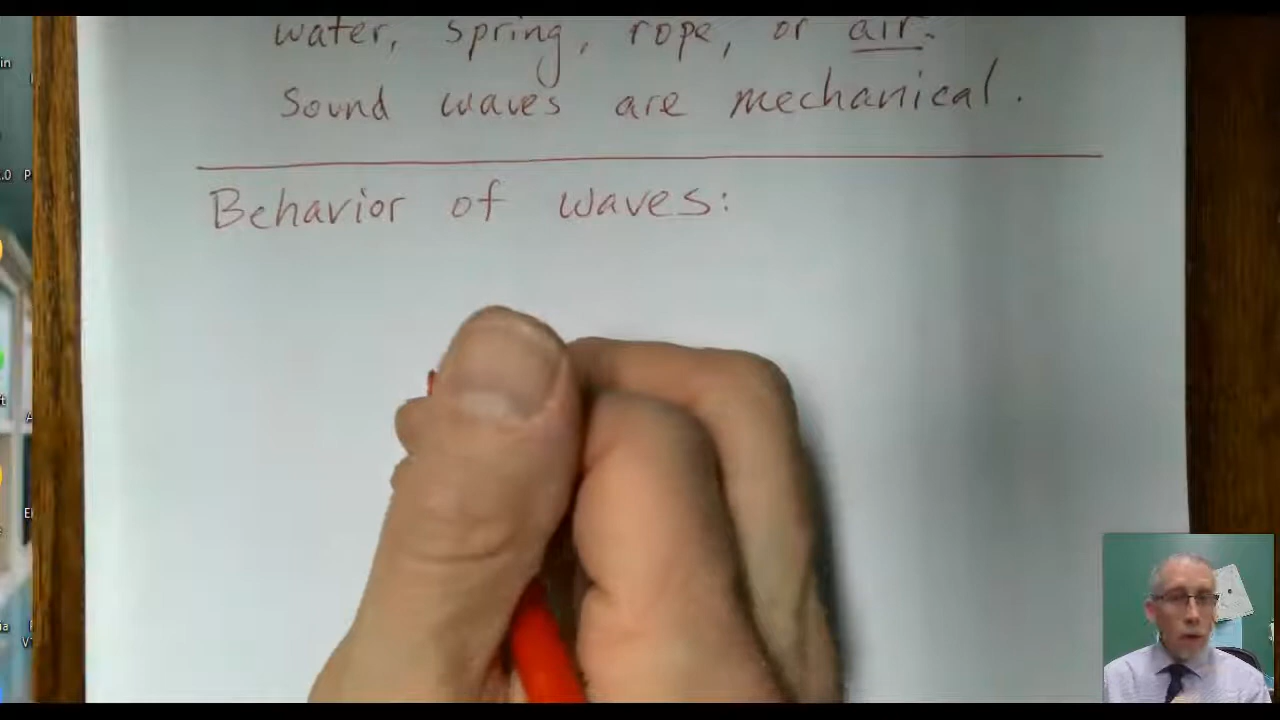 water, spring, rope, or air.
Sound waves are mechanical.
Behavior of waves: